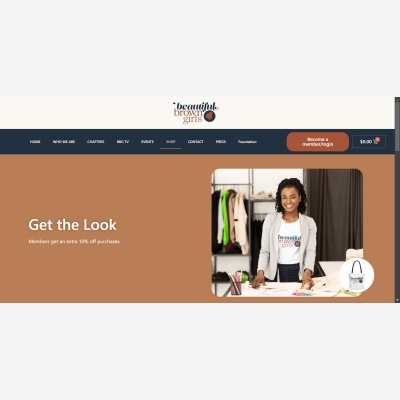 beautiful
brown
girls
HOME WHO WE ARE CHAPTERS BBG TV EVENTS SHOP CONTACT PRESS Foundation Become a member/login $0.00
Get the Look
Members get an extra 10% off purchases
beautiful
brown
girls